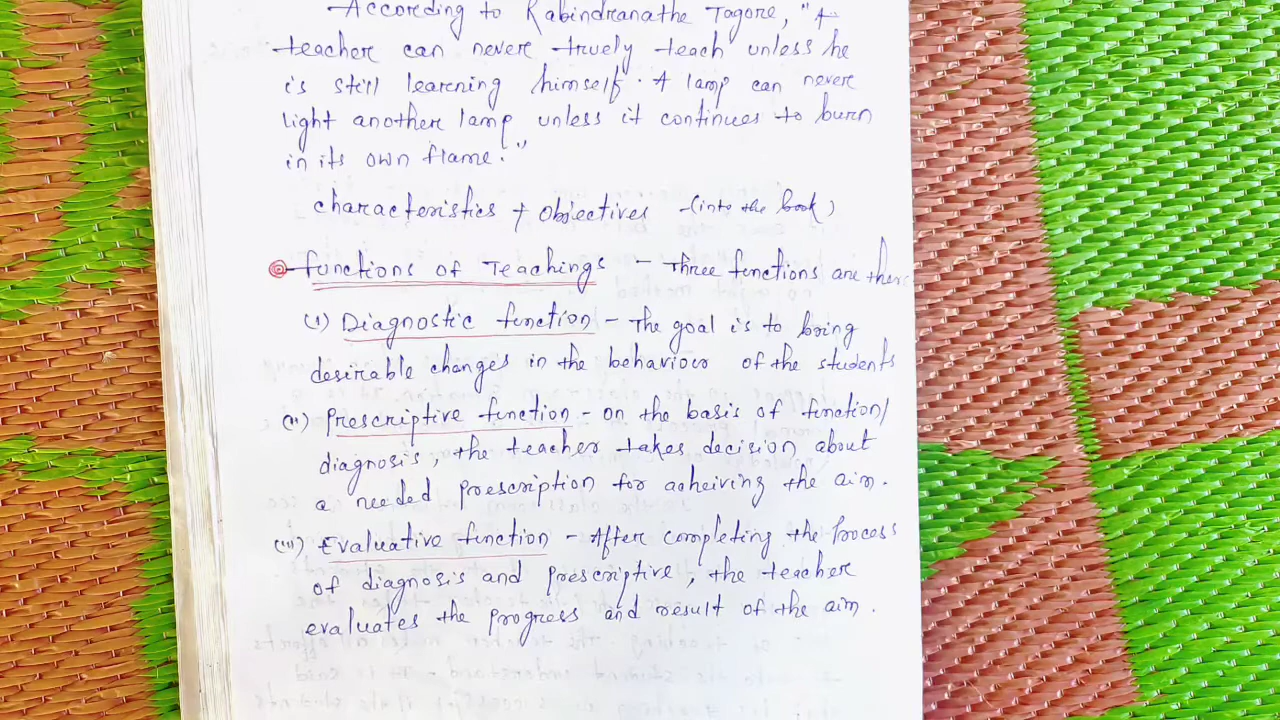 According to Rabindranathe Tagore, "A
teacher can never truely teach unless he
is still learning himself. A lamp can never
light another lamp unless it continues to burn
in its own flame."
characteristics + objectives - (into the book)
Functions of Teachings - Three functions are there
(i) Diagnostic function - The goal is to bring
desirable changes in the behaviour of the students
(ii) Prescriptive function - on the basis of function/
diagnosis, the teacher takes decision about
a needed prescription for acheiving the aim.
(iii) Evaluative function - After completing the process
of diagnosis and prescriptive, the teacher
evaluates the progress and result of the aim.